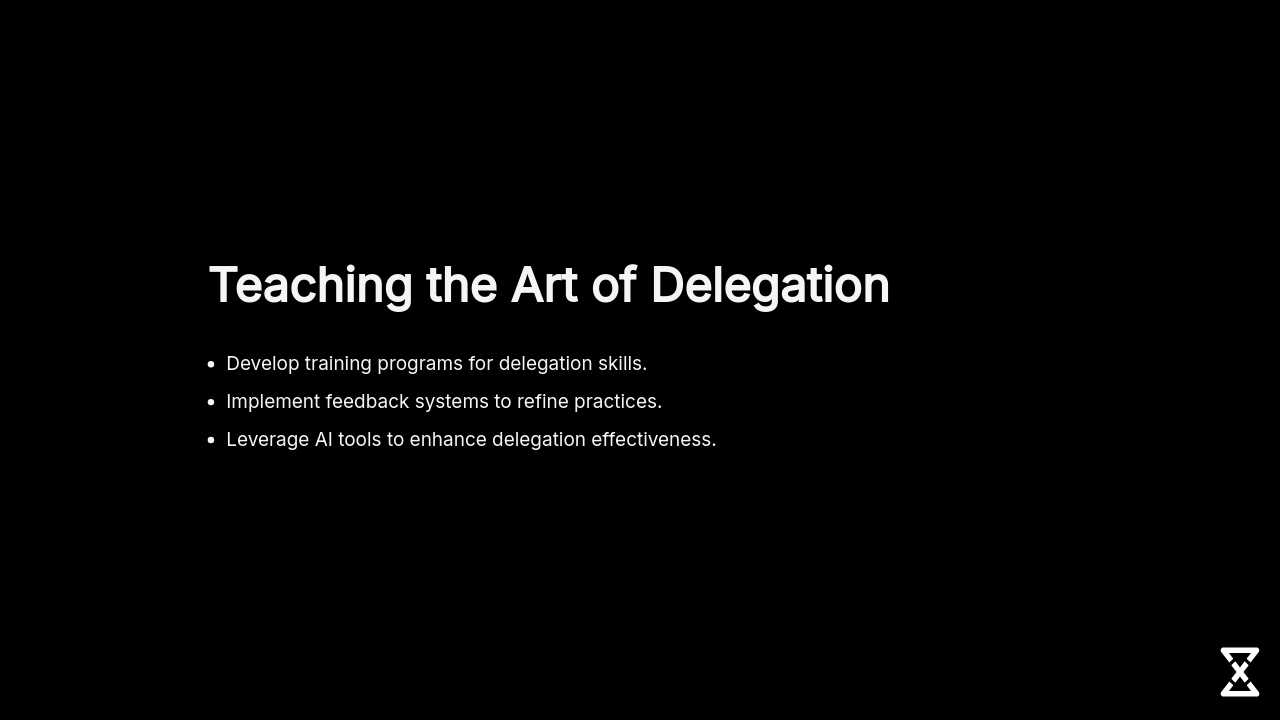 Teaching the Art of Delegation
• Develop training programs for delegation skills.
• Implement feedback systems to refine practices.
• Leverage AI tools to enhance delegation effectiveness.